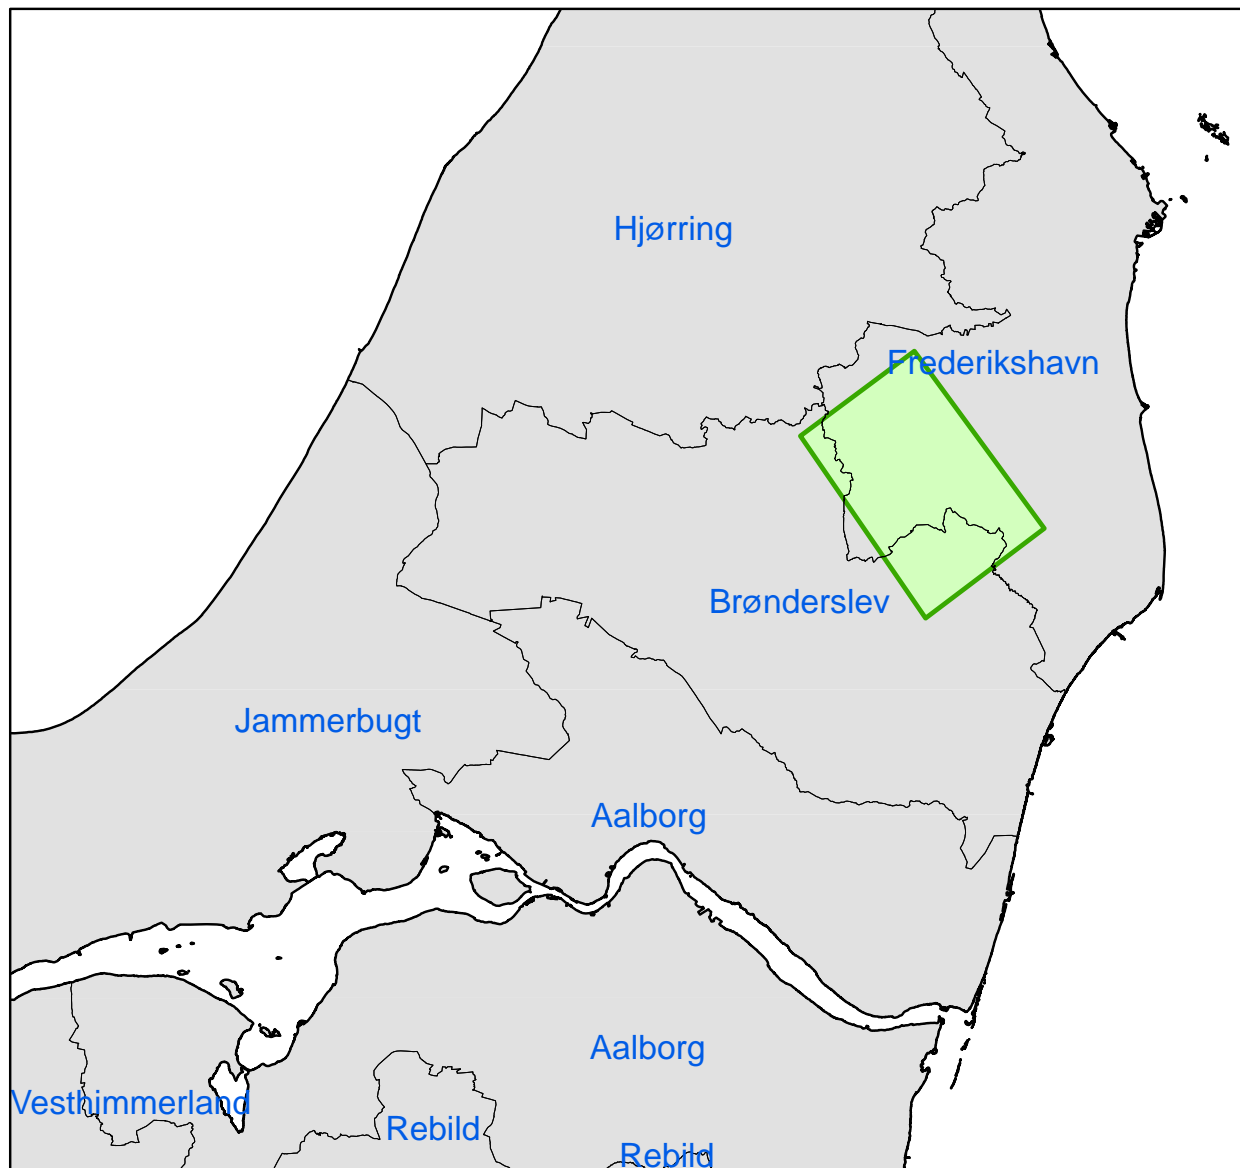 Hjørring
Frederikshavn
Brønderslev
Jammerbugt
Aalborg
Aalborg
Vesthimmerland
Rebild
Rebild